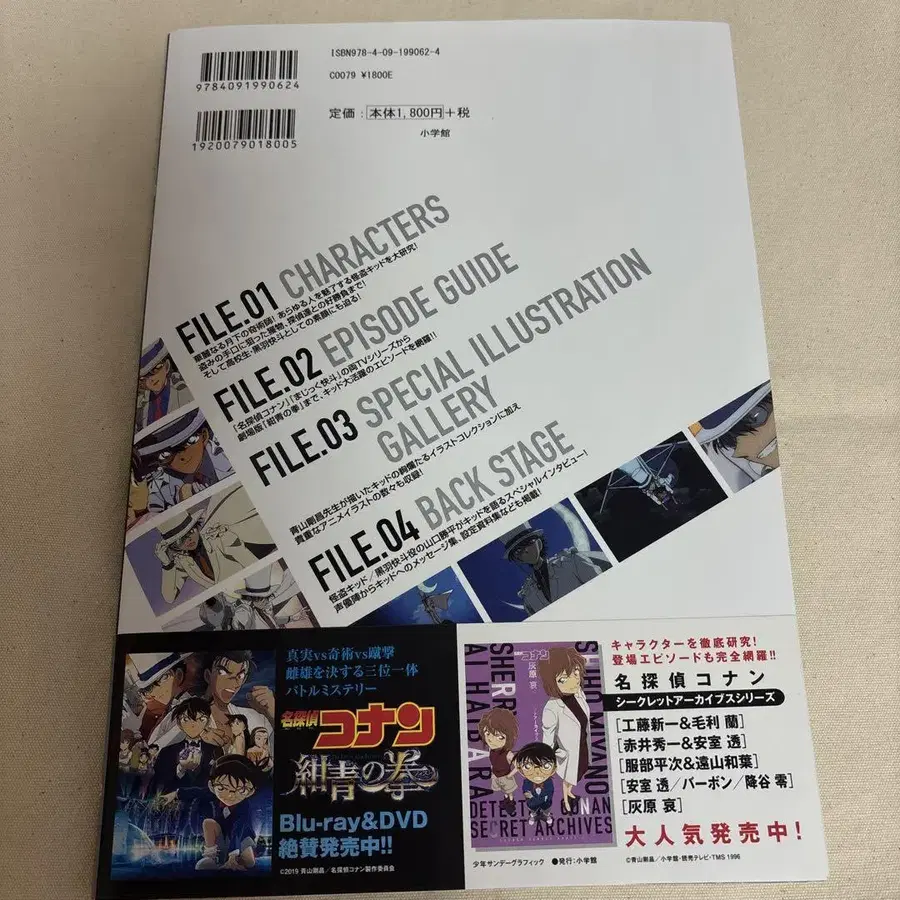 ISBN978-4-09-199062-4
9784091990624
C0079 ¥1800E
定価：本体1,800円+税
1920079018005
小学館
FILE.01 CHARACTERS
華麗なる月下の奇術師！あらゆる人を魅了する怪盗キッドを大研究！
盗みの手口に狙った獲物、探偵達との好勝負まで！
そして高校生・黒羽快斗としての素顔にも迫る！
FILE.02 EPISODE GUIDE
「名探偵コナン」「まじっく快斗」の両TVシリーズから
劇場版「紺青の拳」まで、キッド大活躍のエピソードを網羅!!
FILE.03 SPECIAL ILLUSTRATION
GALLERY
青山剛昌先生が描いたキッドの絢爛たるイラストコレクションに加え
貴重なアニメイラストの数々も収録！
FILE.04 BACK STAGE
怪盗キッド／黒羽快斗役の山口勝平がキッドを語るスペシャルインタビュー！
声優陣からキッドへのメッセージ集、設定資料集なども掲載！
真実vs奇術vs蹴撃
雌雄を決する三位一体
バトルミステリー
名探偵
コナン
紺青の拳
Blu-ray&DVD
絶賛発売中!!
©2019 青山剛昌／名探偵コナン製作委員会
コナン
灰原 哀
SHERRY
AI HAIBARA
SHIHO MIYANO
DETECTIVE CONAN
SECRET ARCHIVES
少年サンデーグラフィック ●発行：小学館
キャラクターを徹底研究！
登場エピソードも完全網羅!!
名探偵コナン
シークレットアーカイブスシリーズ
［工藤新一＆毛利 蘭］
［赤井秀一＆安室 透］
［服部平次＆遠山和葉］
［安室 透／バーボン／降谷 零］
［灰原 哀］
大人気発売中！
©青山剛昌／小学館・読売テレビ・TMS 1996